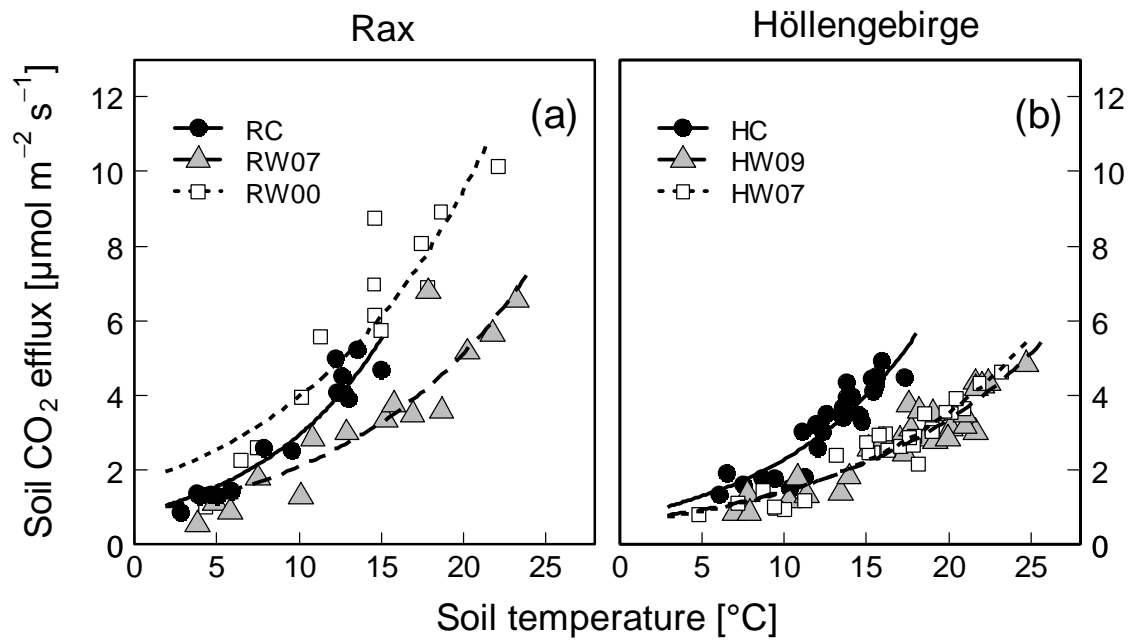 Rax
Höllengebirge
Soil CO₂ efflux [µmol m⁻² s⁻¹]
12
10
8
6
4
2
0
RC
RW07
RW00
(a)
0 5 10 15 20 25
HC
HW09
HW07
(b)
12
10
8
6
4
2
0
0 5 10 15 20 25
Soil temperature [°C]